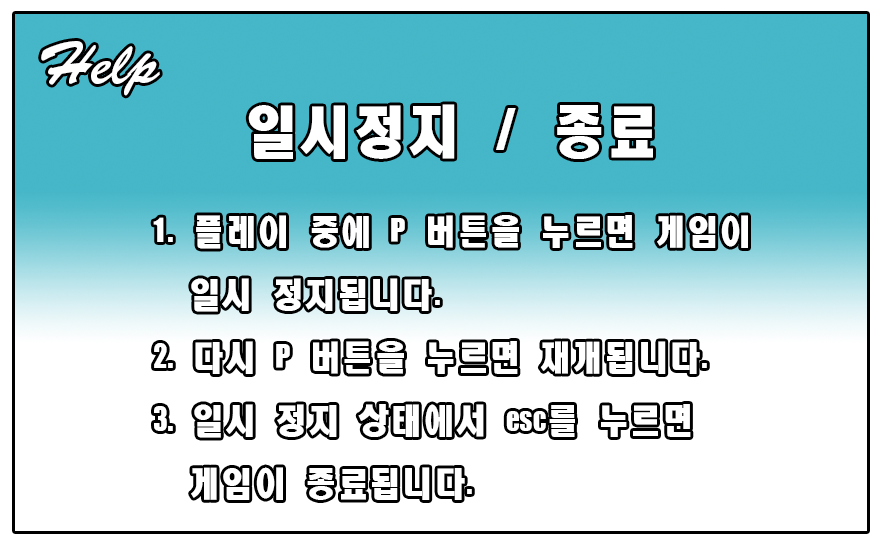 Help
일시정지 / 종료
1. 플레이 중에 P 버튼을 누르면 게임이
일시 정지됩니다.
2. 다시 P 버튼을 누르면 재개됩니다.
3. 일시 정지 상태에서 esc를 누르면
게임이 종료됩니다.